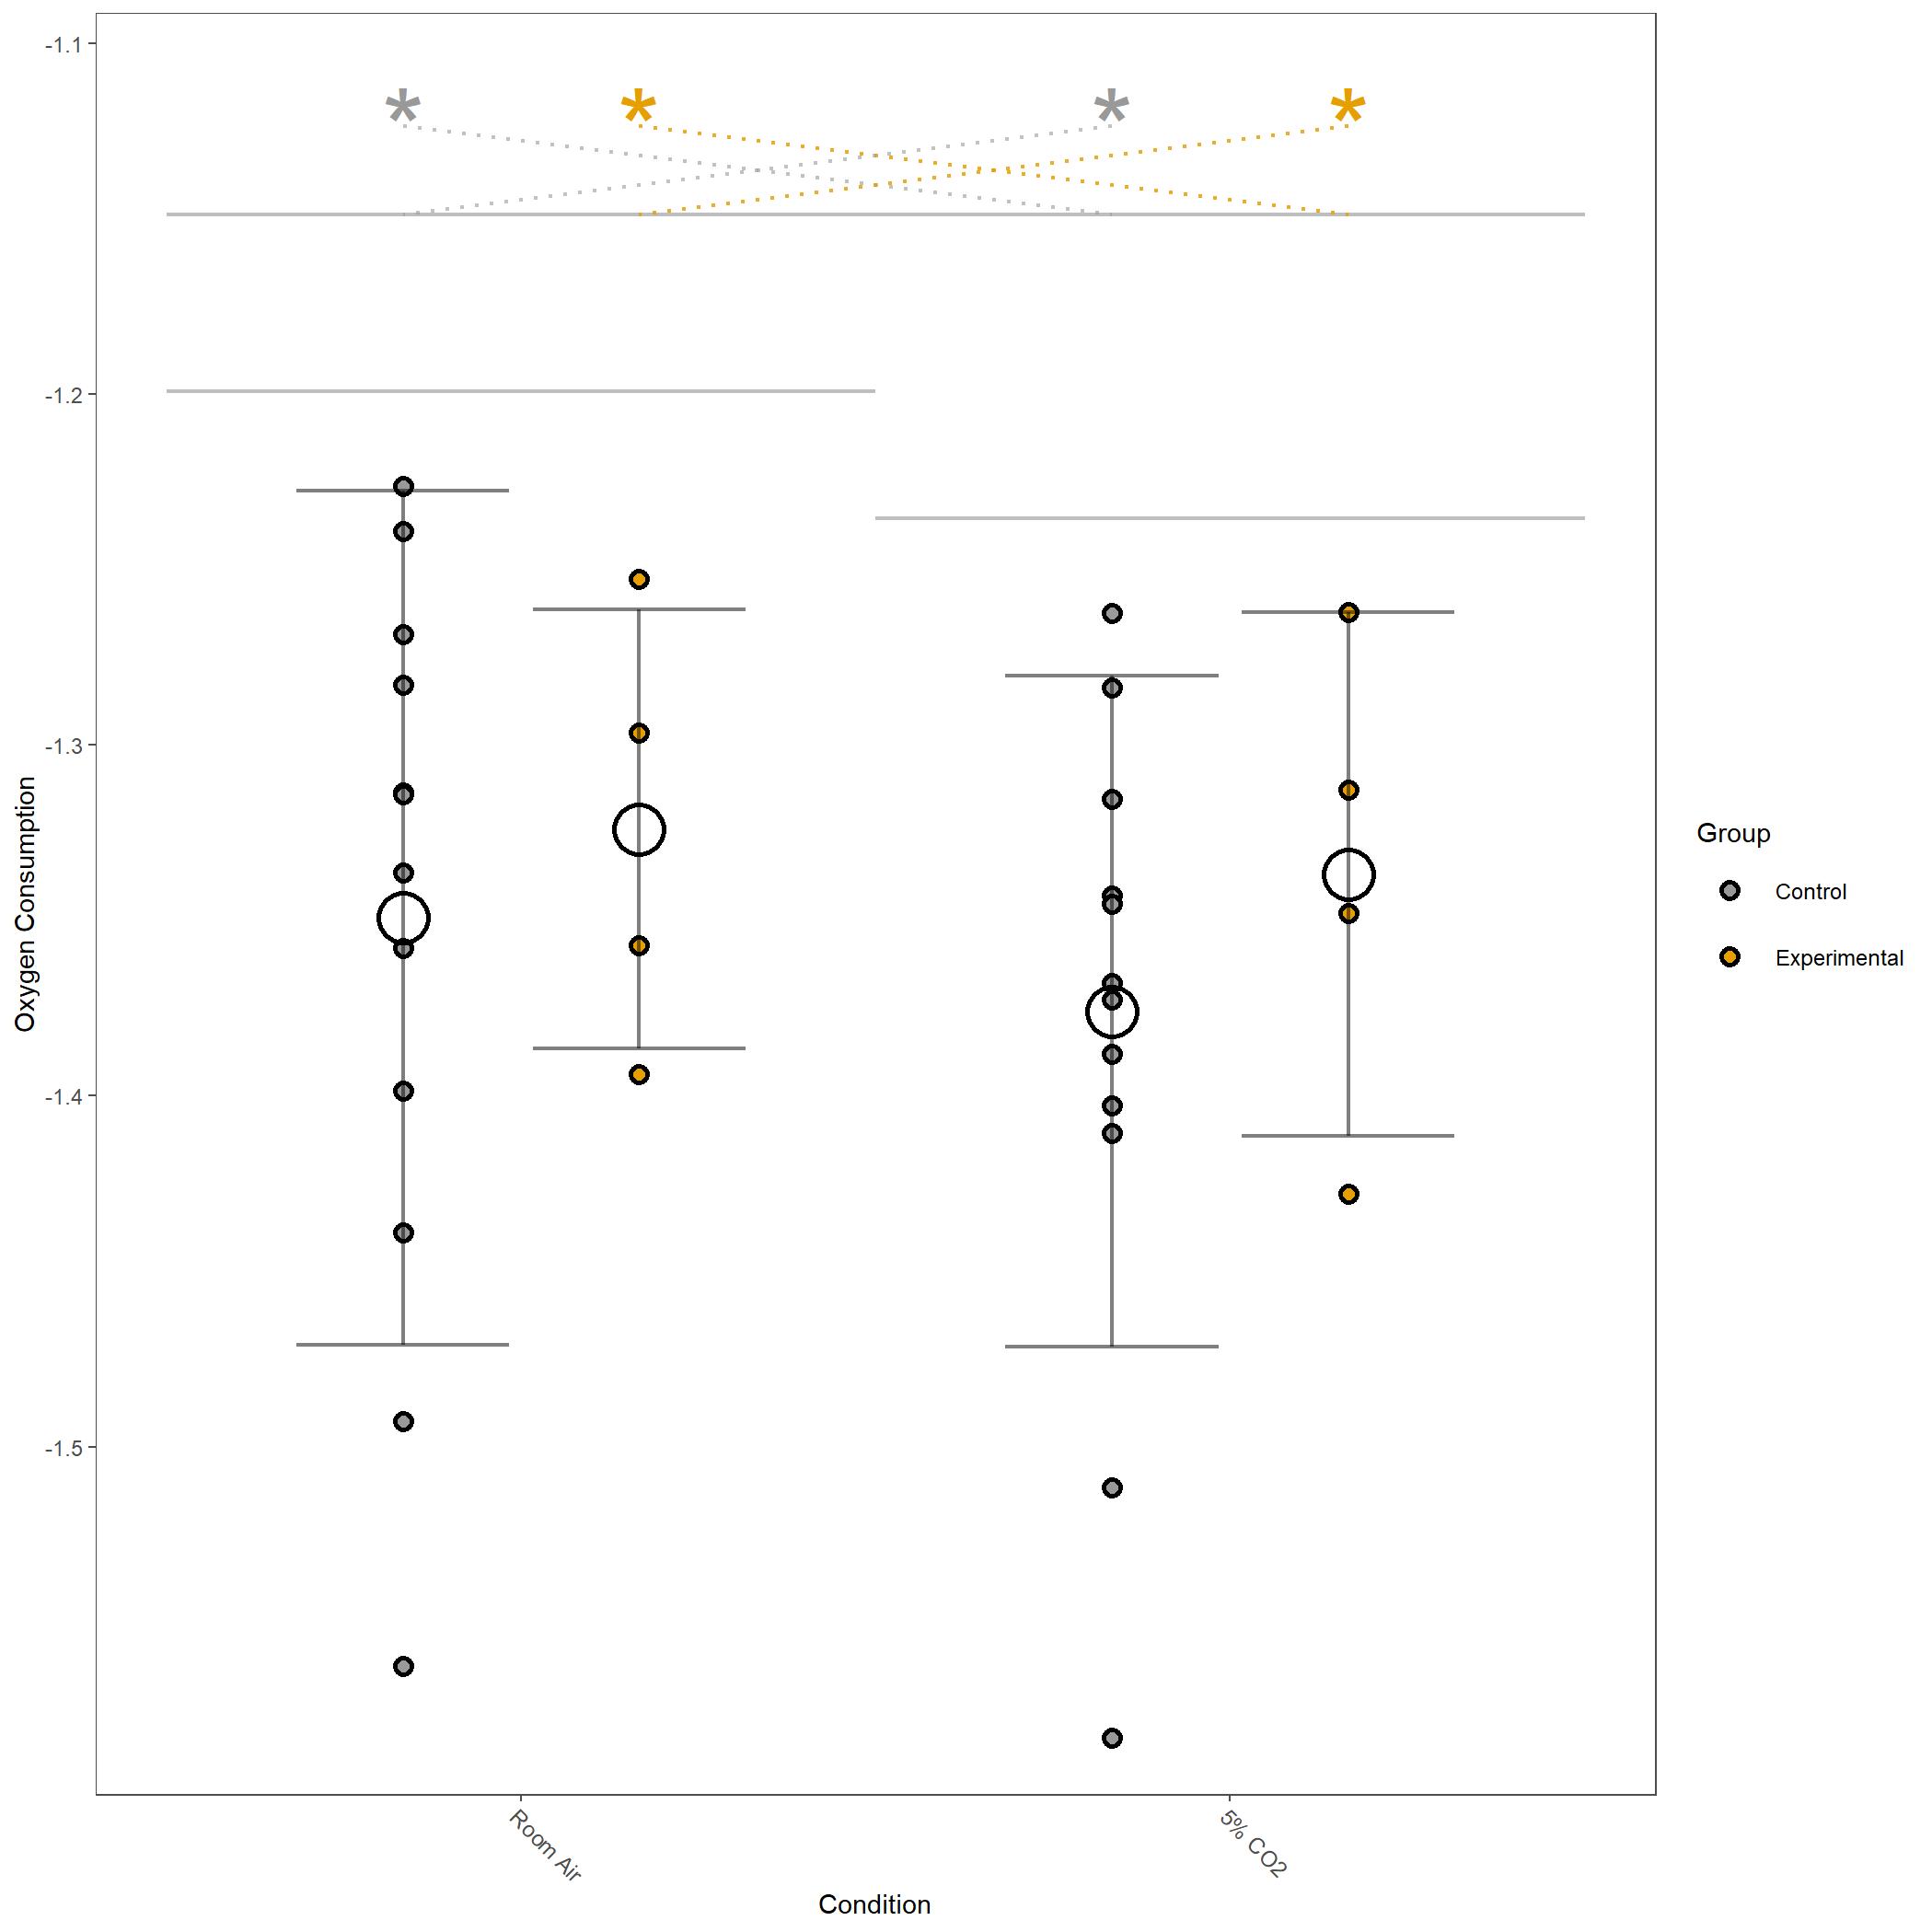 -1.1
* * * *
-1.2
-1.3
-1.4
-1.5
Oxygen Consumption
Room Air
5% CO2
Condition
Group
Control
Experimental